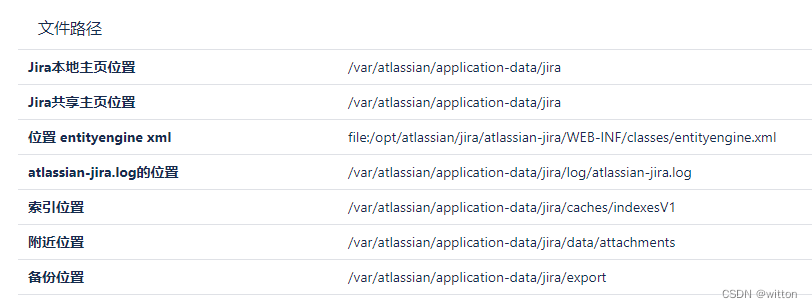 文件路径
Jira本地主页位置 /var/atlassian/application-data/jira
Jira共享主页位置 /var/atlassian/application-data/jira
位置 entityengine xml file:/opt/atlassian/jira/atlassian-jira/WEB-INF/classes/entityengine.xml
atlassian-jira.log的位置 /var/atlassian/application-data/jira/log/atlassian-jira.log
索引位置 /var/atlassian/application-data/jira/caches/indexesV1
附近位置 /var/atlassian/application-data/jira/data/attachments
备份位置 /var/atlassian/application-data/jira/export
CSDN @witton